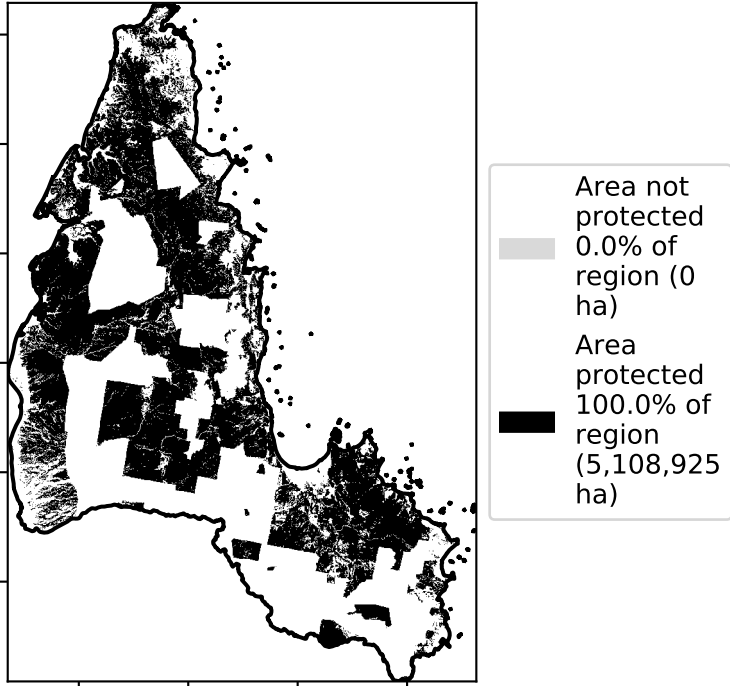 Area not
protected
0.0% of
region (0
ha)
Area
protected
100.0% of
region
(5,108,925
ha)